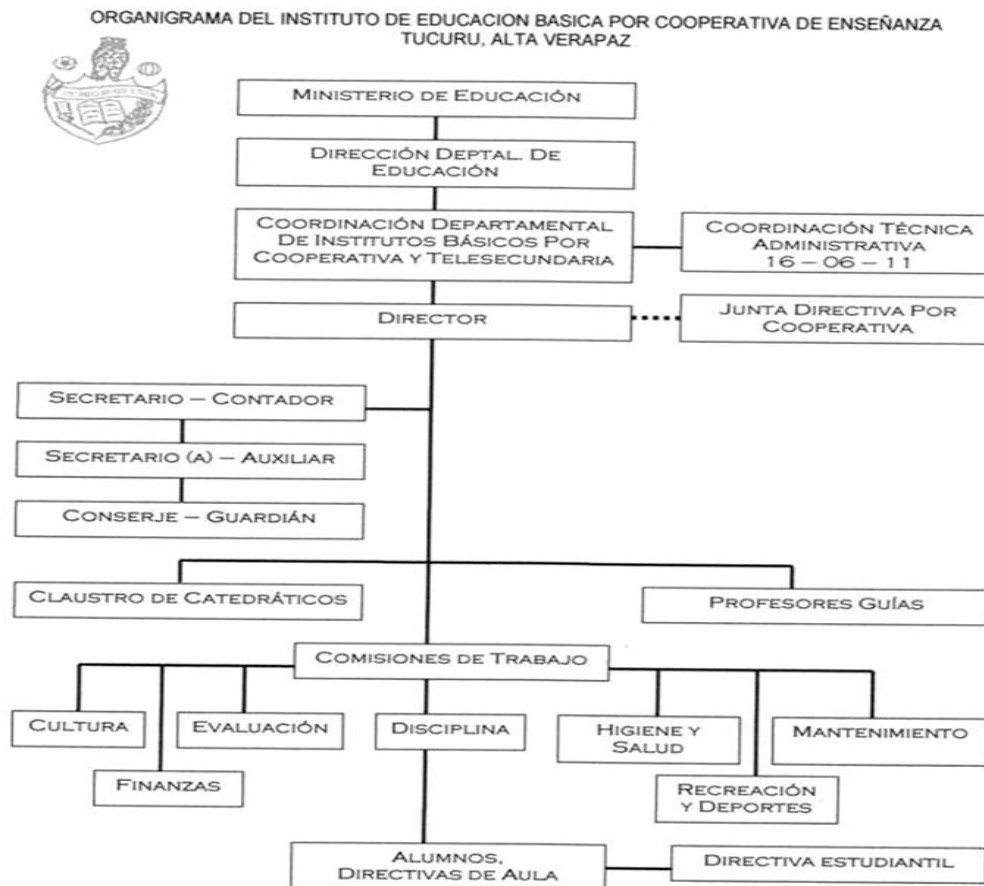 ORGANIGRAMA DEL INSTITUTO DE EDUCACION BASICA POR COOPERATIVA DE ENSEÑANZA
TUCURU, ALTA VERAPAZ
MINISTERIO DE EDUCACIÓN
DIRECCIÓN DEPTAL. DE
EDUCACIÓN
COORDINACIÓN DEPARTAMENTAL
DE INSTITUTOS BÁSICOS POR
COOPERATIVA Y TELESECUNDARIA
COORDINACIÓN TÉCNICA
ADMINISTRATIVA
16 – 06 – 11
DIRECTOR
JUNTA DIRECTIVA POR
COOPERATIVA
SECRETARIO – CONTADOR
SECRETARIO (A) – AUXILIAR
CONSERJE – GUARDIÁN
CLAUSTRO DE CATEDRÁTICOS
PROFESORES GUÍAS
COMISIONES DE TRABAJO
CULTURA
EVALUACIÓN
DISCIPLINA
HIGIENE Y
SALUD
MANTENIMIENTO
FINANZAS
RECREACIÓN
Y DEPORTES
ALUMNOS,
DIRECTIVAS DE AULA
DIRECTIVA ESTUDIANTIL